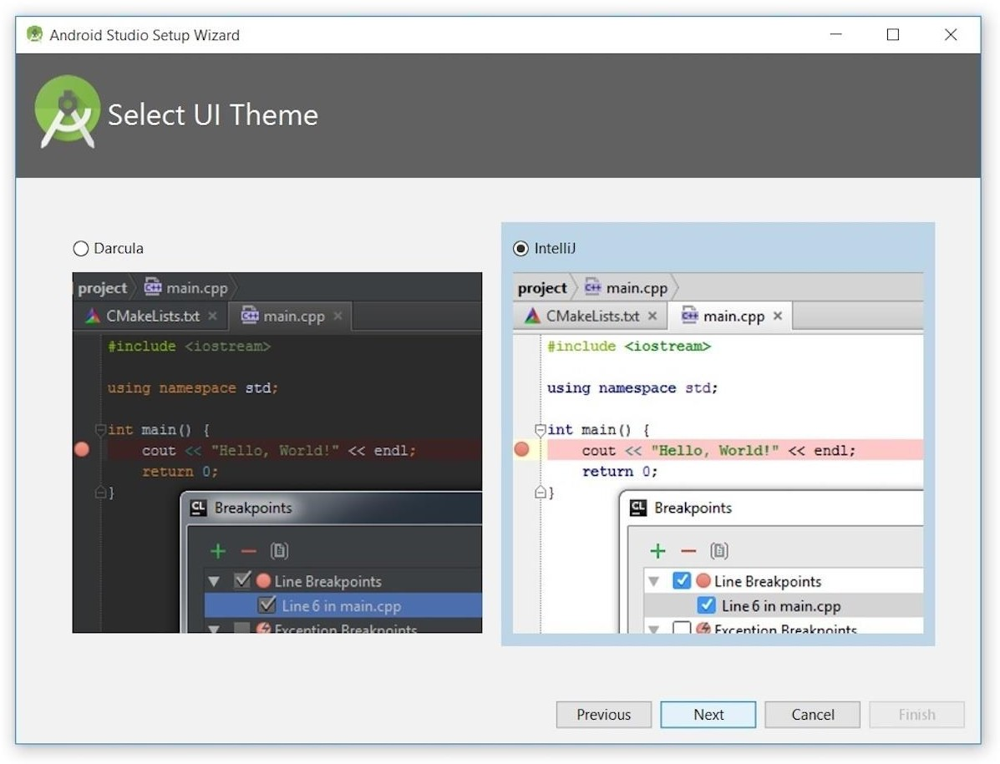 Android Studio Setup Wizard
Select UI Theme
Darcula
project main.cpp
CMakeLists.txt main.cpp
#include <iostream>
using namespace std;
int main() {
cout << "Hello, World!" << endl;
return 0;
}
CL Breakpoints
Line Breakpoints
Line 6 in main.cpp
Exception Breakpoints
IntelliJ
project main.cpp
CMakeLists.txt main.cpp
#include <iostream>
using namespace std;
int main() {
cout << "Hello, World!" << endl;
return 0;
}
CL Breakpoints
Line Breakpoints
Line 6 in main.cpp
Exception Breakpoints
Previous Next Cancel Finish